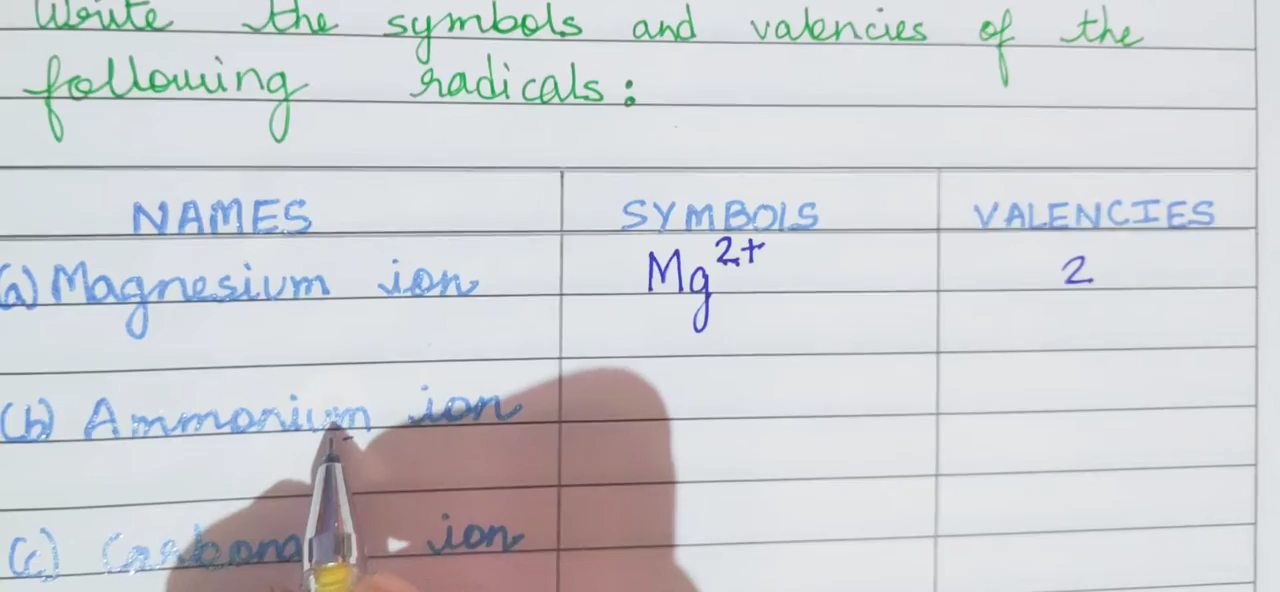 Write the symbols and valencies of the
following radicals:
NAMES SYMBOLS VALENCIES
(a) Magnesium ion Mg²⁺ 2
(b) Ammonium ion
(c) ion